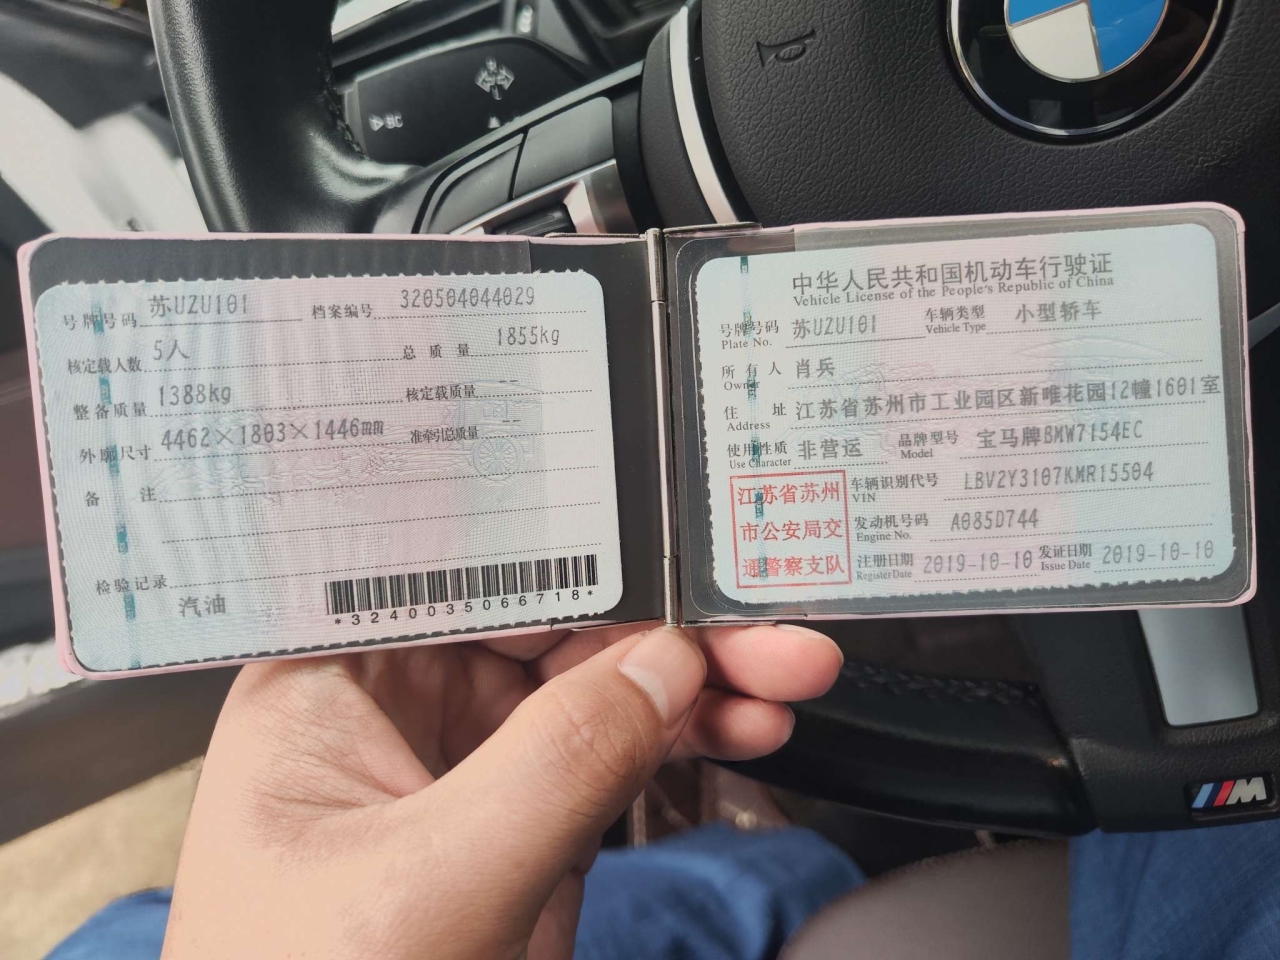 SC
号牌号码 苏UZU101 档案编号 320504044029
核定载人数 5人 总质量 1855kg
整备质量 1388kg 核定载质量 --
外廓尺寸 4462×1803×1446mm 准牵引总质量 --
备注
检验记录
汽油
*3240035066718*
中华人民共和国机动车行驶证
Vehicle License of the People's Republic of China
号牌号码 苏UZU101 车辆类型 小型轿车
Plate No. Vehicle Type
所有人 肖兵
Owner
住址 江苏省苏州市工业园区新唯花园12幢1601室
Address
使用性质 非营运 品牌型号 宝马牌BMW7154EC
Use Character Model
江苏省苏州
市公安局交
通警察支队
车辆识别代号 LBV2Y3107KMR15504
VIN
发动机号码 A085D744
Engine No.
注册日期 2019-10-10 发证日期 2019-10-10
Register Date Issue Date
M